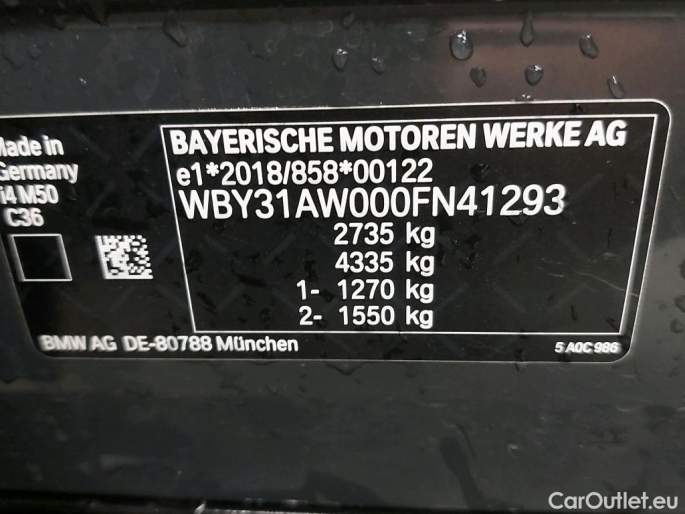 Made in
Germany
i4 M50
C36
BAYERISCHE MOTOREN WERKE AG
e1*2018/858*00122
WBY31AW000FN41293
2735 kg
4335 kg
1- 1270 kg
2- 1550 kg
BMW AG DE-80788 München
5 A0C 986
CarOutlet.eu